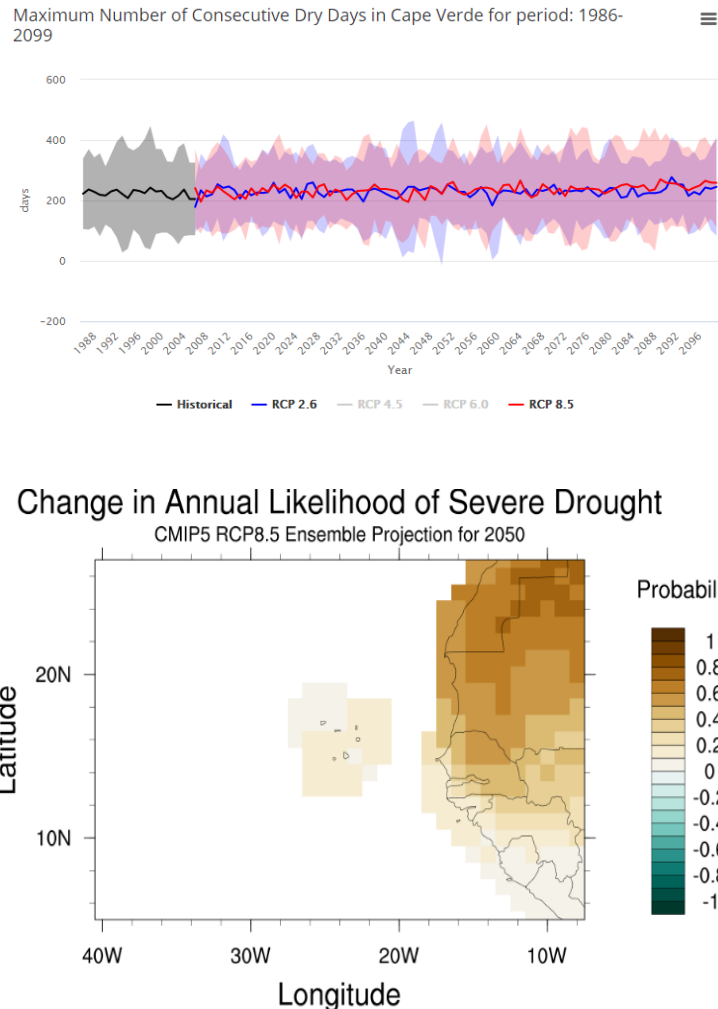 Maximum Number of Consecutive Dry Days in Cape Verde for period: 1986-
2099
600
400
200
0
−200
days
1988 1992 1996 2000 2004 2008 2012 2016 2020 2024 2028 2032 2036 2040 2044 2048 2052 2056 2060 2064 2068 2072 2076 2080 2084 2088 2092 2096
Year
Historical RCP 2.6 RCP 4.5 RCP 6.0 RCP 8.5
Change in Annual Likelihood of Severe Drought
CMIP5 RCP8.5 Ensemble Projection for 2050
Probabil
1
0.8
0.6
0.4
0.2
0
-0.2
-0.4
-0.6
-0.8
-1
20N
10N
Latitude
40W 30W 20W 10W
Longitude